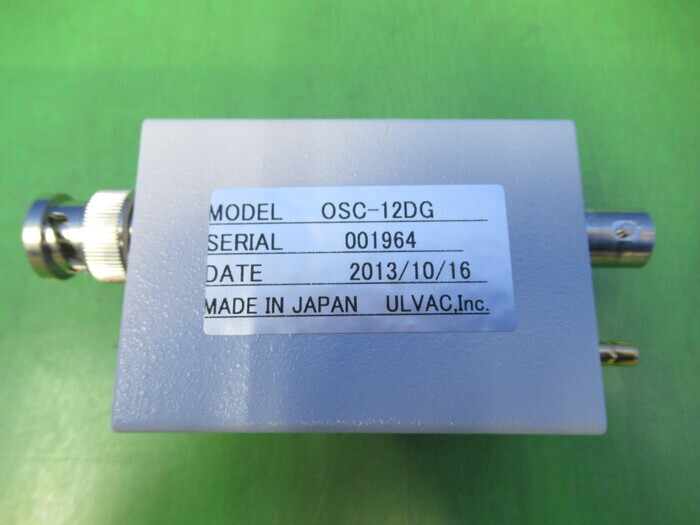 MODEL OSC-12DG
SERIAL 001964
DATE 2013/10/16
MADE IN JAPAN ULVAC,Inc.